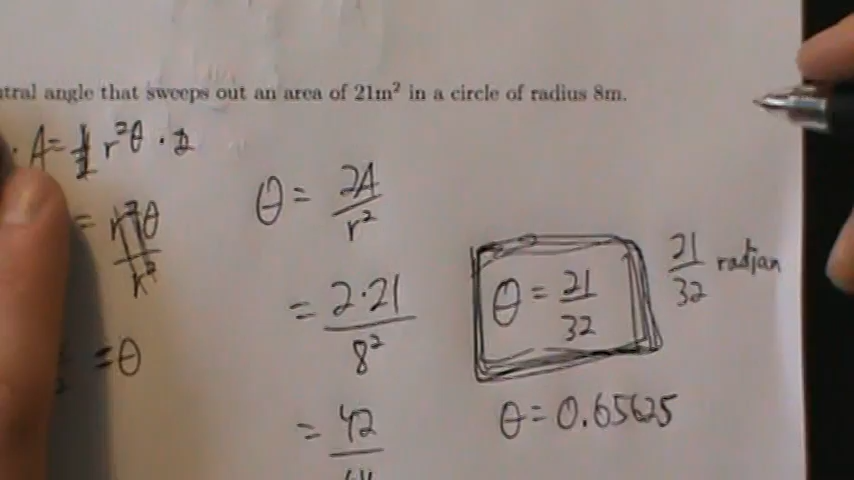 tral angle that sweeps out an area of 21m² in a circle of radius 8m.
· A = 1/2 r²θ · 2
= r²θ / r²
= θ
θ = 2A / r²
= 2·21 / 8²
= 42 / 64
θ = 21 / 32
21 / 32 radian
θ = 0.65625